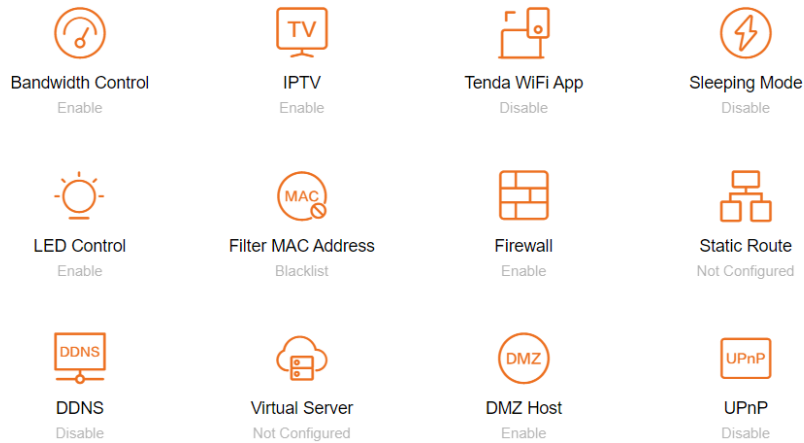 TV
Bandwidth Control
IPTV
Tenda WiFi App
Sleeping Mode
Enable
Enable
Disable
Disable
MAC
LED Control
Filter MAC Address
Firewall
Static Route
Enable
Blacklist
Enable
Not Configured
DDNS
DMZ
UPnP
DDNS
Virtual Server
DMZ Host
UPnP
Disable
Not Configured
Enable
Disable